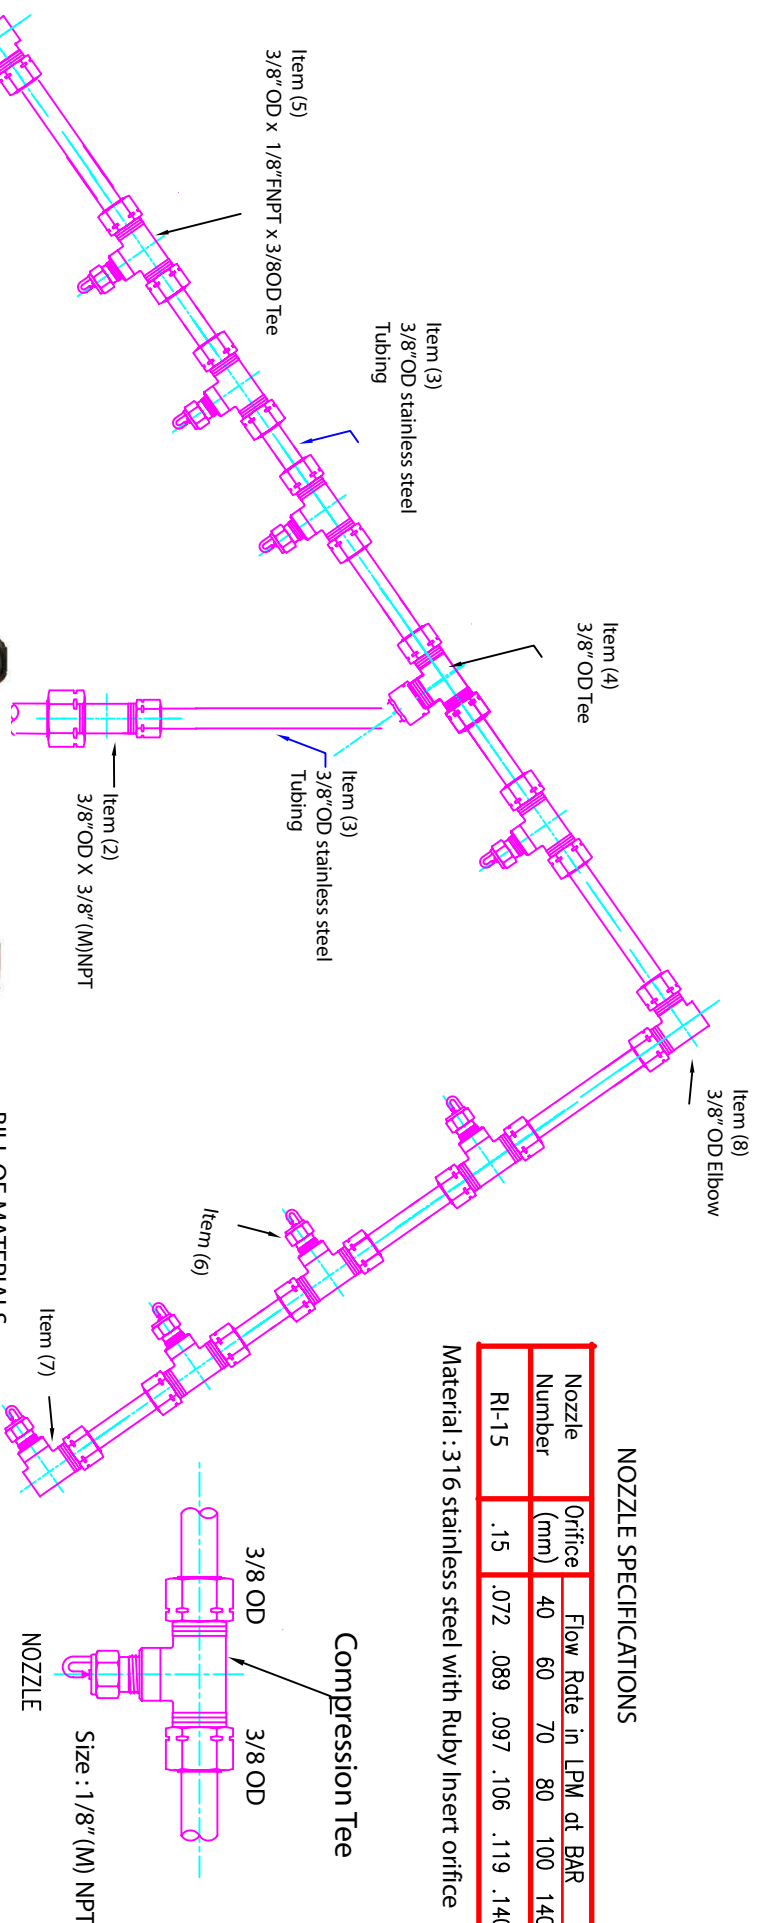 Item (5)
3/8"OD x 1/8"FNPT x 3/8OD Tee
Item (3)
3/8"OD stainless steel
Tubing
Item (4)
3/8"OD Tee
Item (3)
3/8"OD stainless steel
Tubing
Item (2)
3/8"OD X 3/8"(M)NPT
Item (8)
3/8"OD Elbow
Item (6)
Item (7)
NOZZLE SPECIFICATIONS
Nozzle Number
Orifice (mm)
Flow Rate in LPM at BAR
40 60 70 80 100 140
RI-15 .15 .072 .089 .097 .106 .119
Material : 316 stainless steel with Ruby Insert orifice
Compression Tee
3/8 OD
3/8 OD
NOZZLE
Size : 1/8" (M) NPT